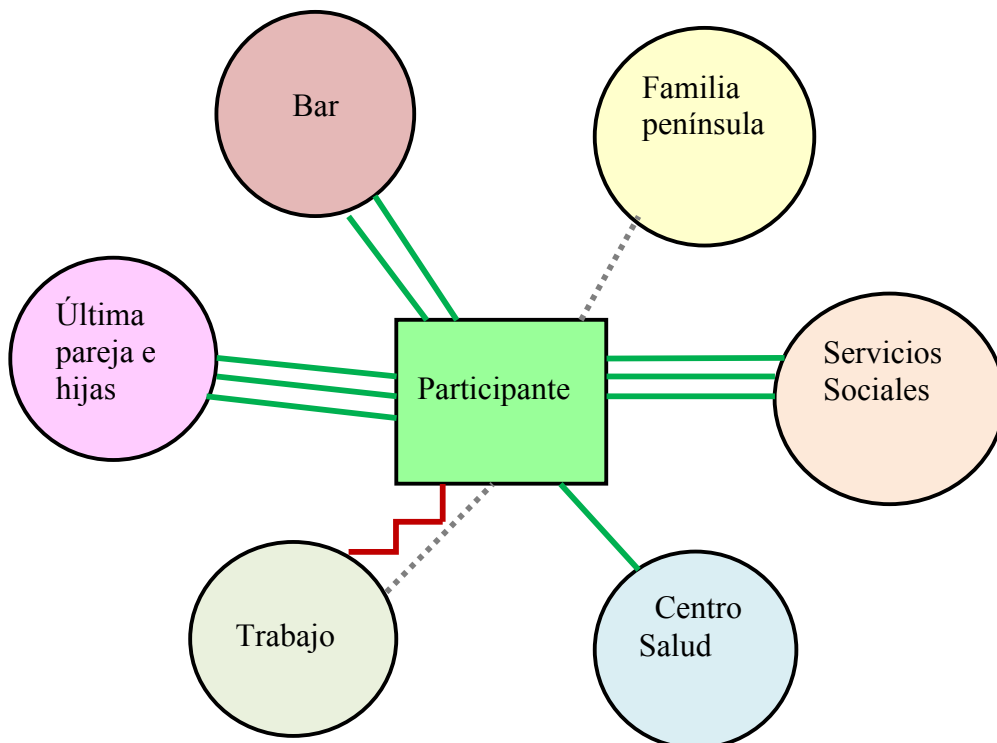 Bar
Familia
península
Última
pareja e
hijas
Participante
Servicios
Sociales
Trabajo
Centro
Salud